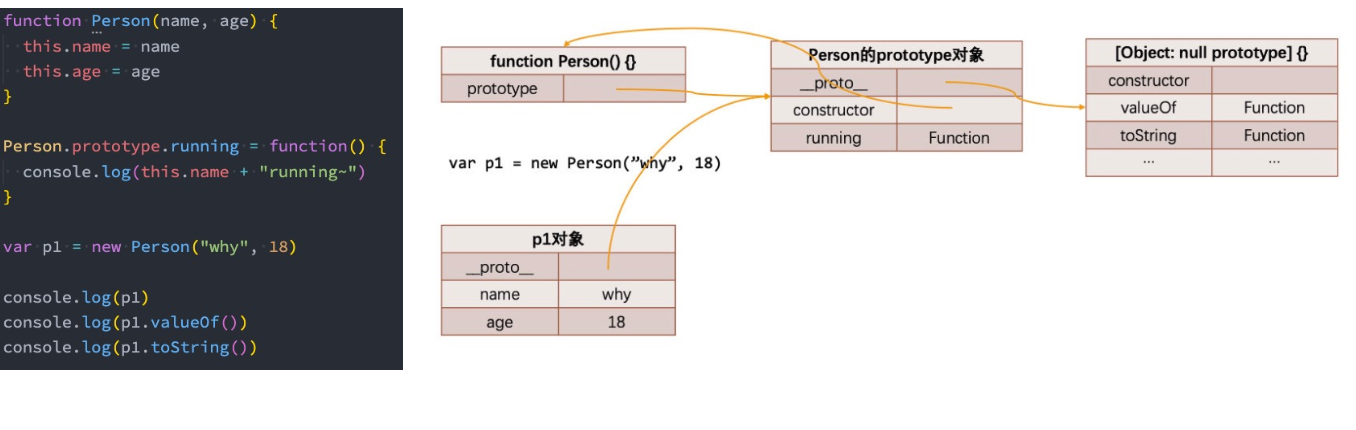 function Person(name, age) {
this.name = name
this.age = age
}
Person.prototype.running = function() {
console.log(this.name + "running~")
}
var p1 = new Person("why", 18)
console.log(p1)
console.log(p1.valueOf())
console.log(p1.toString())
function Person() {}
prototype
Person的prototype对象
__proto__
constructor
running Function
[Object: null prototype] {}
constructor
valueOf Function
toString Function
... ...
var p1 = new Person(”why”, 18)
p1对象
__proto__
name why
age 18